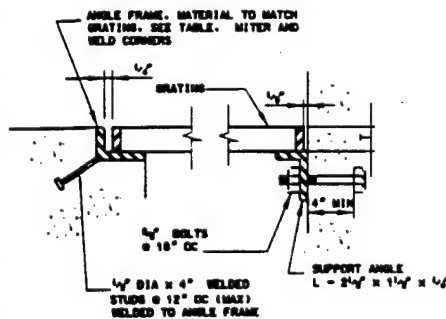 ANGLE FRAME. MATERIAL TO MATCH
GRATING. SEE TABLE. MITER AND
WELD CORNERS
GRATING
T
4" MIN
BOLTS
@ 18" OC
DIA x 4" WELDED
STUDS @ 12" OC (MAX)
WELDED TO ANGLE FRAME
SUPPORT ANGLE